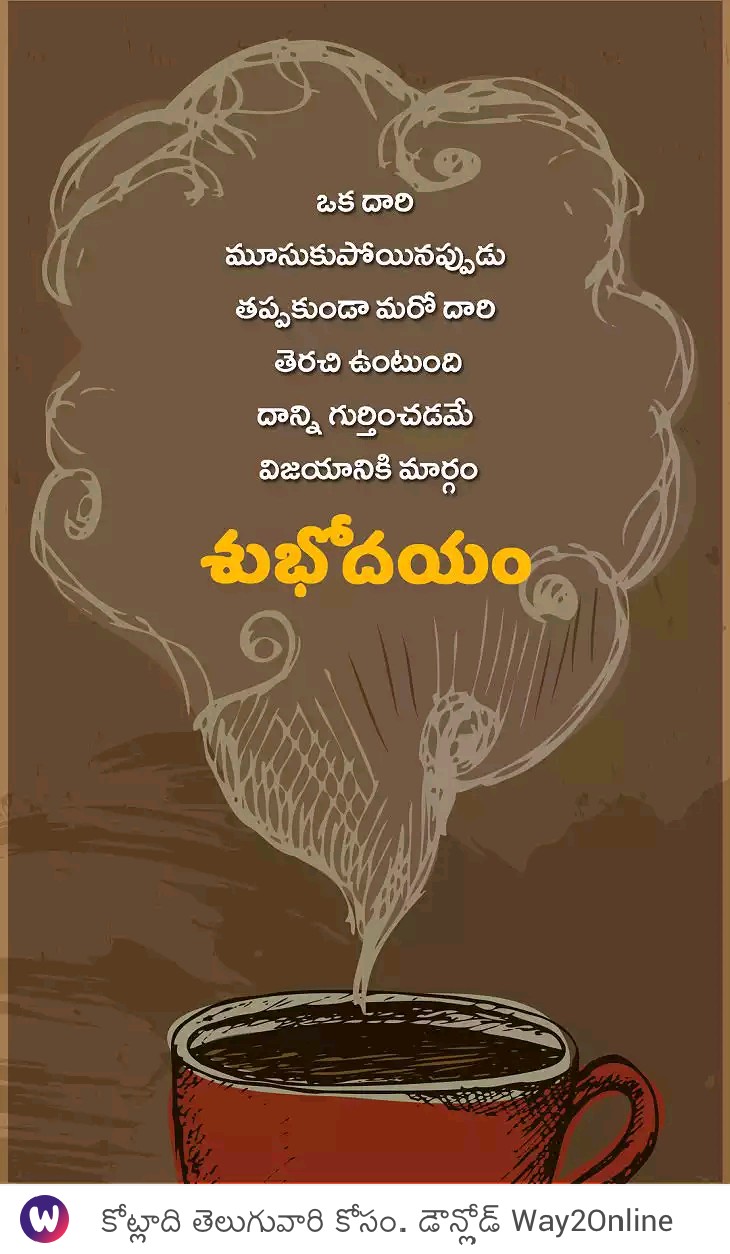 ఒక దారి
మూసుకుపోయినప్పుడు
తప్పకుండా మరో దారి
తెరచి ఉంటుంది
దాన్ని గుర్తించడమే
విజయానికి మార్గం
శుభోదయం
W కోట్లాది తెలుగువారి కోసం. డౌన్లోడ్ Way2Online